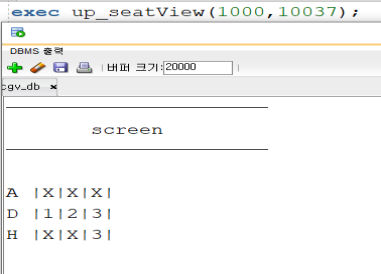 exec up_seatView(1000,10037);
DBMS 출력
버퍼 크기: 20000
cgv_db ×
screen
A |X|X|X|
D |1|2|3|
H |X|X|3|